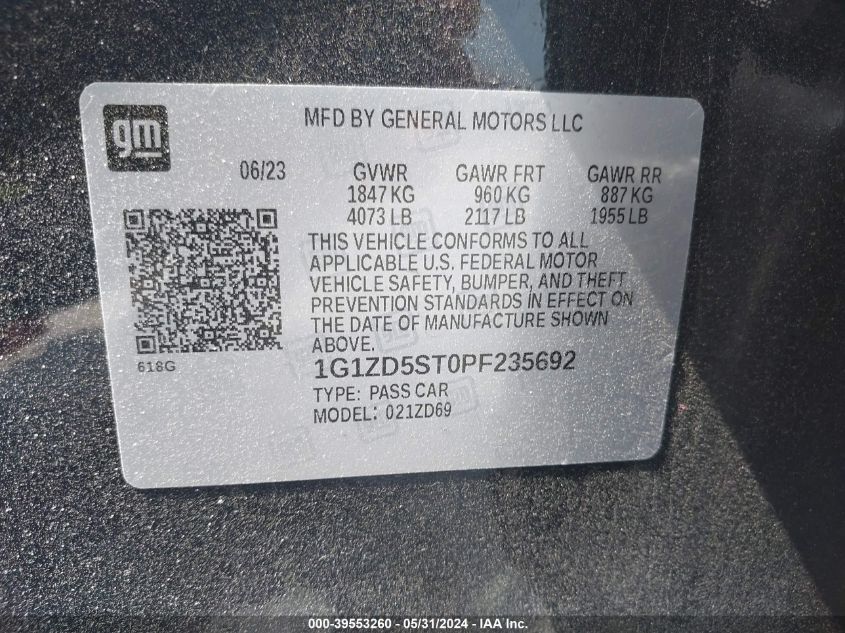 gm
MFD BY GENERAL MOTORS LLC
06/23 GVWR GAWR FRT GAWR RR
1847 KG 960 KG 887 KG
4073 LB 2117 LB 1955 LB
THIS VEHICLE CONFORMS TO ALL
APPLICABLE U.S. FEDERAL MOTOR
VEHICLE SAFETY, BUMPER, AND THEFT
PREVENTION STANDARDS IN EFFECT ON
THE DATE OF MANUFACTURE SHOWN
ABOVE.
618G
1G1ZD5ST0PF235692
TYPE: PASS CAR
MODEL: 021ZD69
000-39553260 - 05/31/2024 - IAA, Inc.